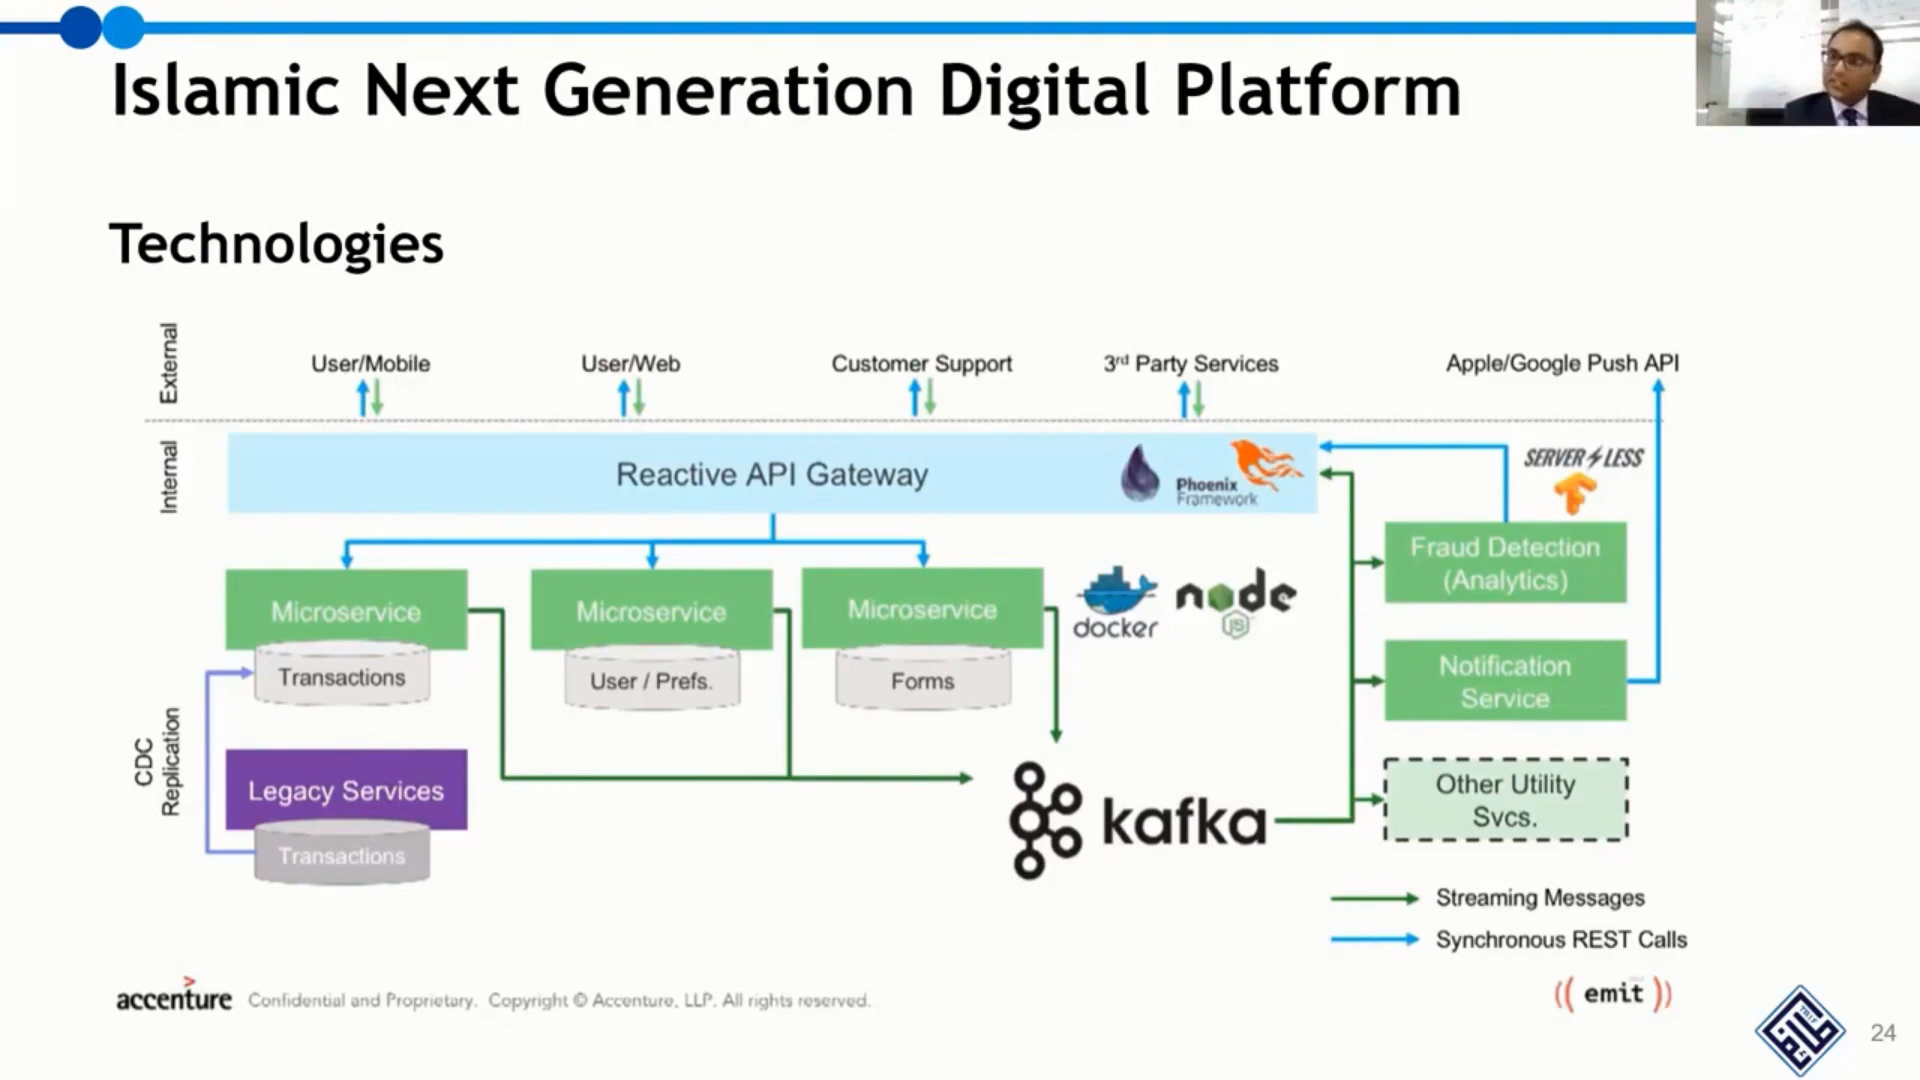 Islamic Next Generation Digital Platform
Technologies
External
User/Mobile
User/Web
Customer Support
3rd Party Services
Apple/Google Push API
Internal
Reactive API Gateway
Phoenix
Framework
SERVERLESS
Fraud Detection
(Analytics)
Microservice
Microservice
Microservice
docker
node
JS
Transactions
User / Prefs.
Forms
Notification
Service
CDC
Replication
Legacy Services
Transactions
kafka
Other Utility
Svcs.
Streaming Messages
Synchronous REST Calls
accenture Confidential and Proprietary. Copyright © Accenture, LLP. All rights reserved.
(( emit ))
24